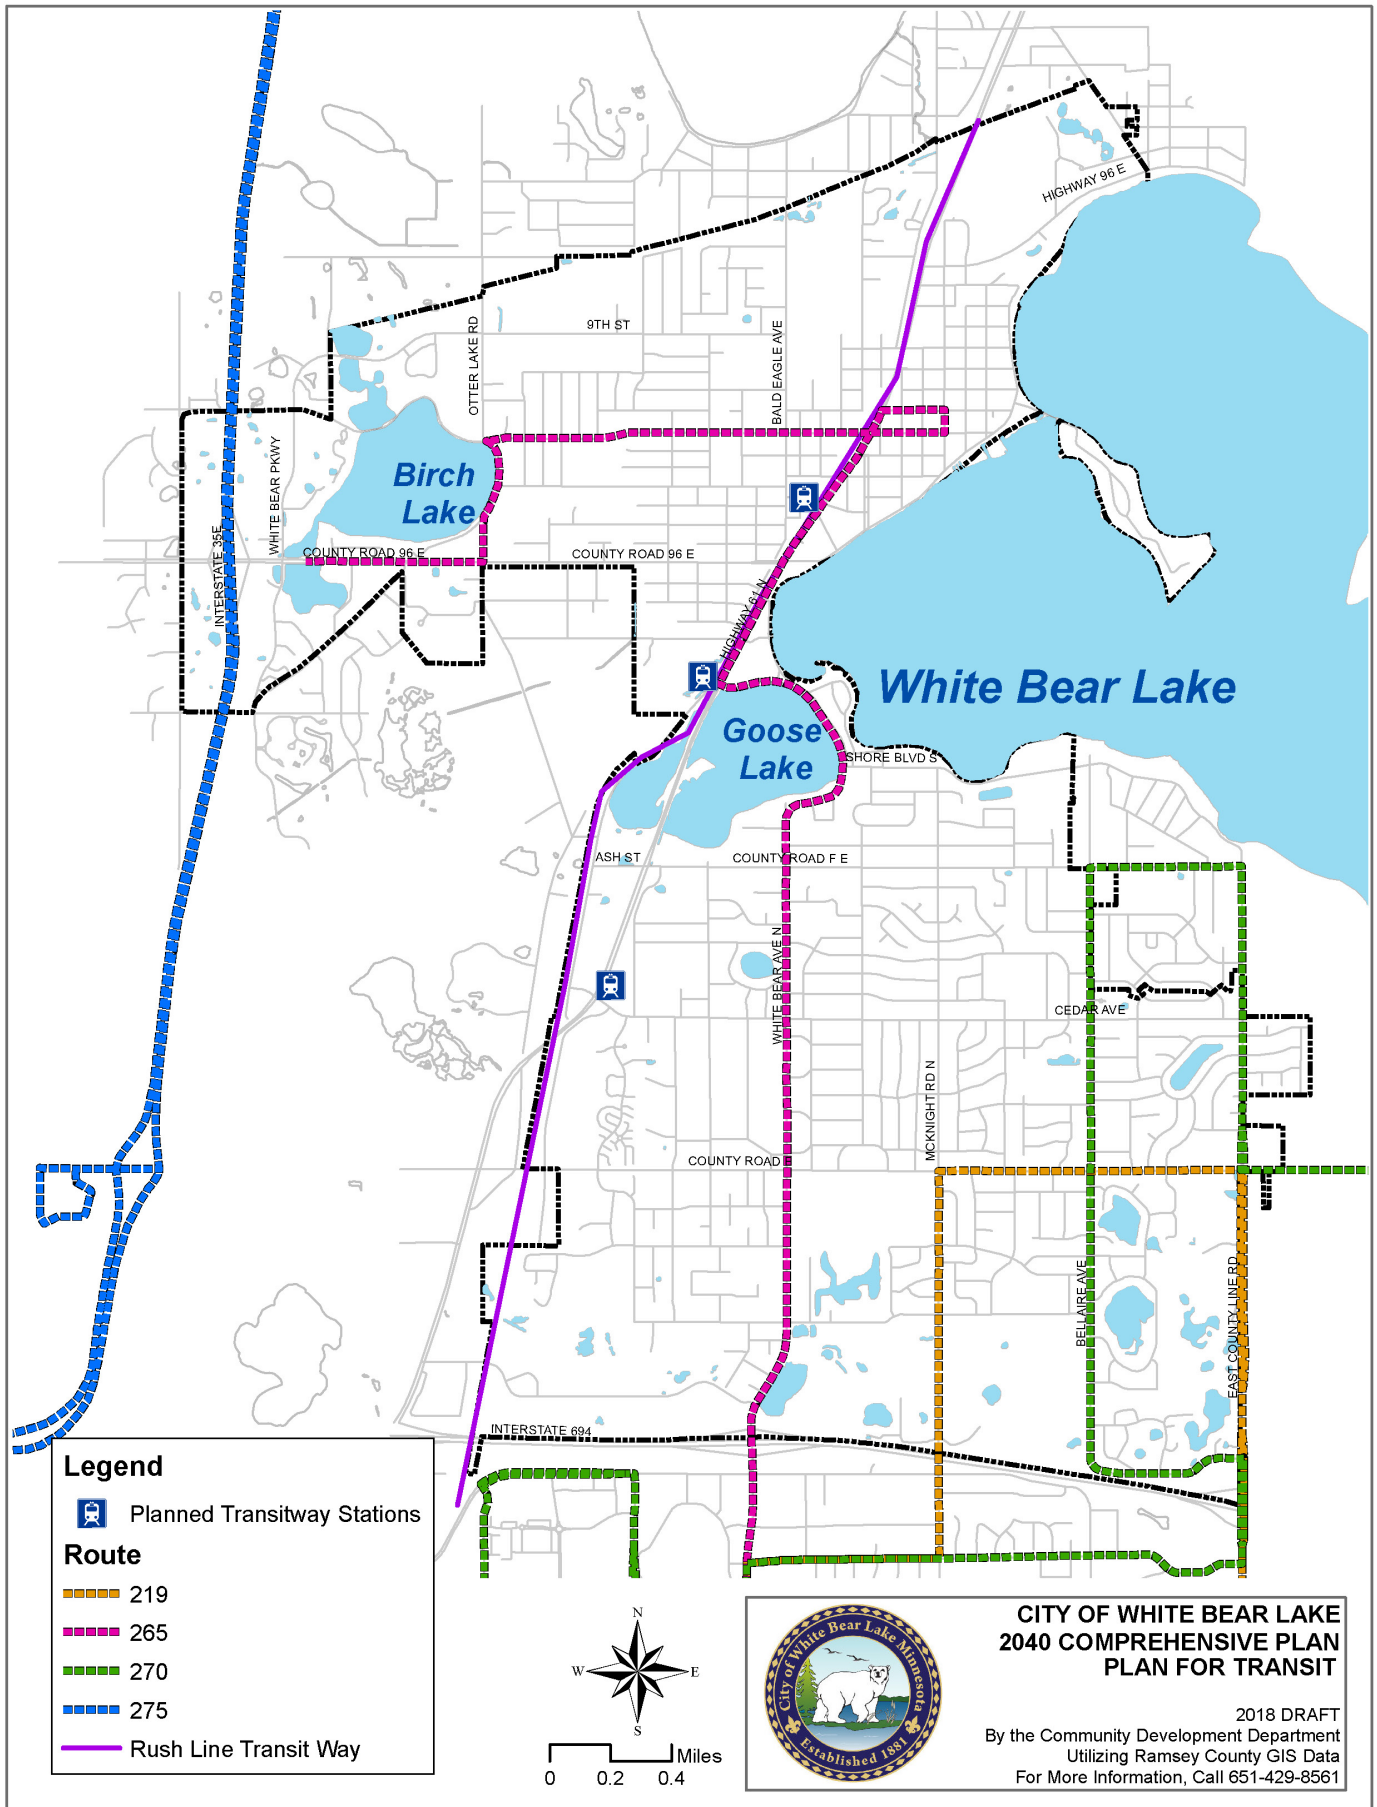 HIGHWAY 96 E
OTTER LAKE RD
9TH ST
BALD EAGLE AVE
WHITE BEAR PKWY
Birch
Lake
INTERSTATE 35E
COUNTY ROAD 96 E
COUNTY ROAD 96 E
HIGHWAY 61 N
White Bear Lake
Goose
Lake
SHORE BLVD S
ASH ST
COUNTY ROAD F E
WHITE BEAR AVE N
CEDAR AVE
MCKNIGHT RD N
COUNTY ROAD E
BELLAIRE AVE
EAST COUNTY LINE RD
INTERSTATE 694
Legend
Planned Transitway Stations
Route
219
265
270
275
Rush Line Transit Way
N
W
E
S
Miles
0 0.2 0.4
City of White Bear Lake Minnesota
Established 1881
CITY OF WHITE BEAR LAKE
2040 COMPREHENSIVE PLAN
PLAN FOR TRANSIT
2018 DRAFT
By the Community Development Department
Utilizing Ramsey County GIS Data
For More Information, Call 651-429-8561